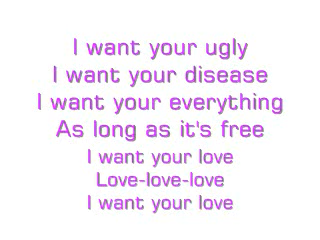 I want your ugly
I want your disease
I want your everything
As long as it's free
I want your love
Love-love-love
I want your love